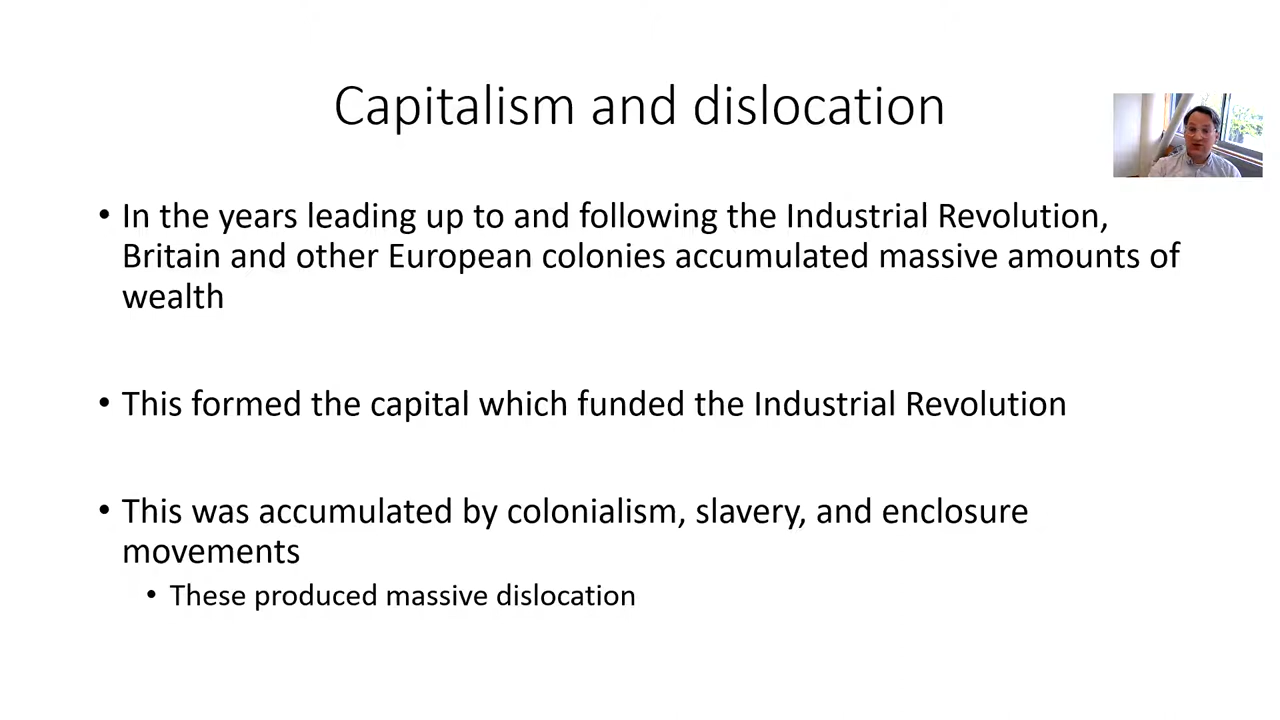 Capitalism and dislocation
• In the years leading up to and following the Industrial Revolution,
Britain and other European colonies accumulated massive amounts of
wealth
• This formed the capital which funded the Industrial Revolution
• This was accumulated by colonialism, slavery, and enclosure
movements
• These produced massive dislocation